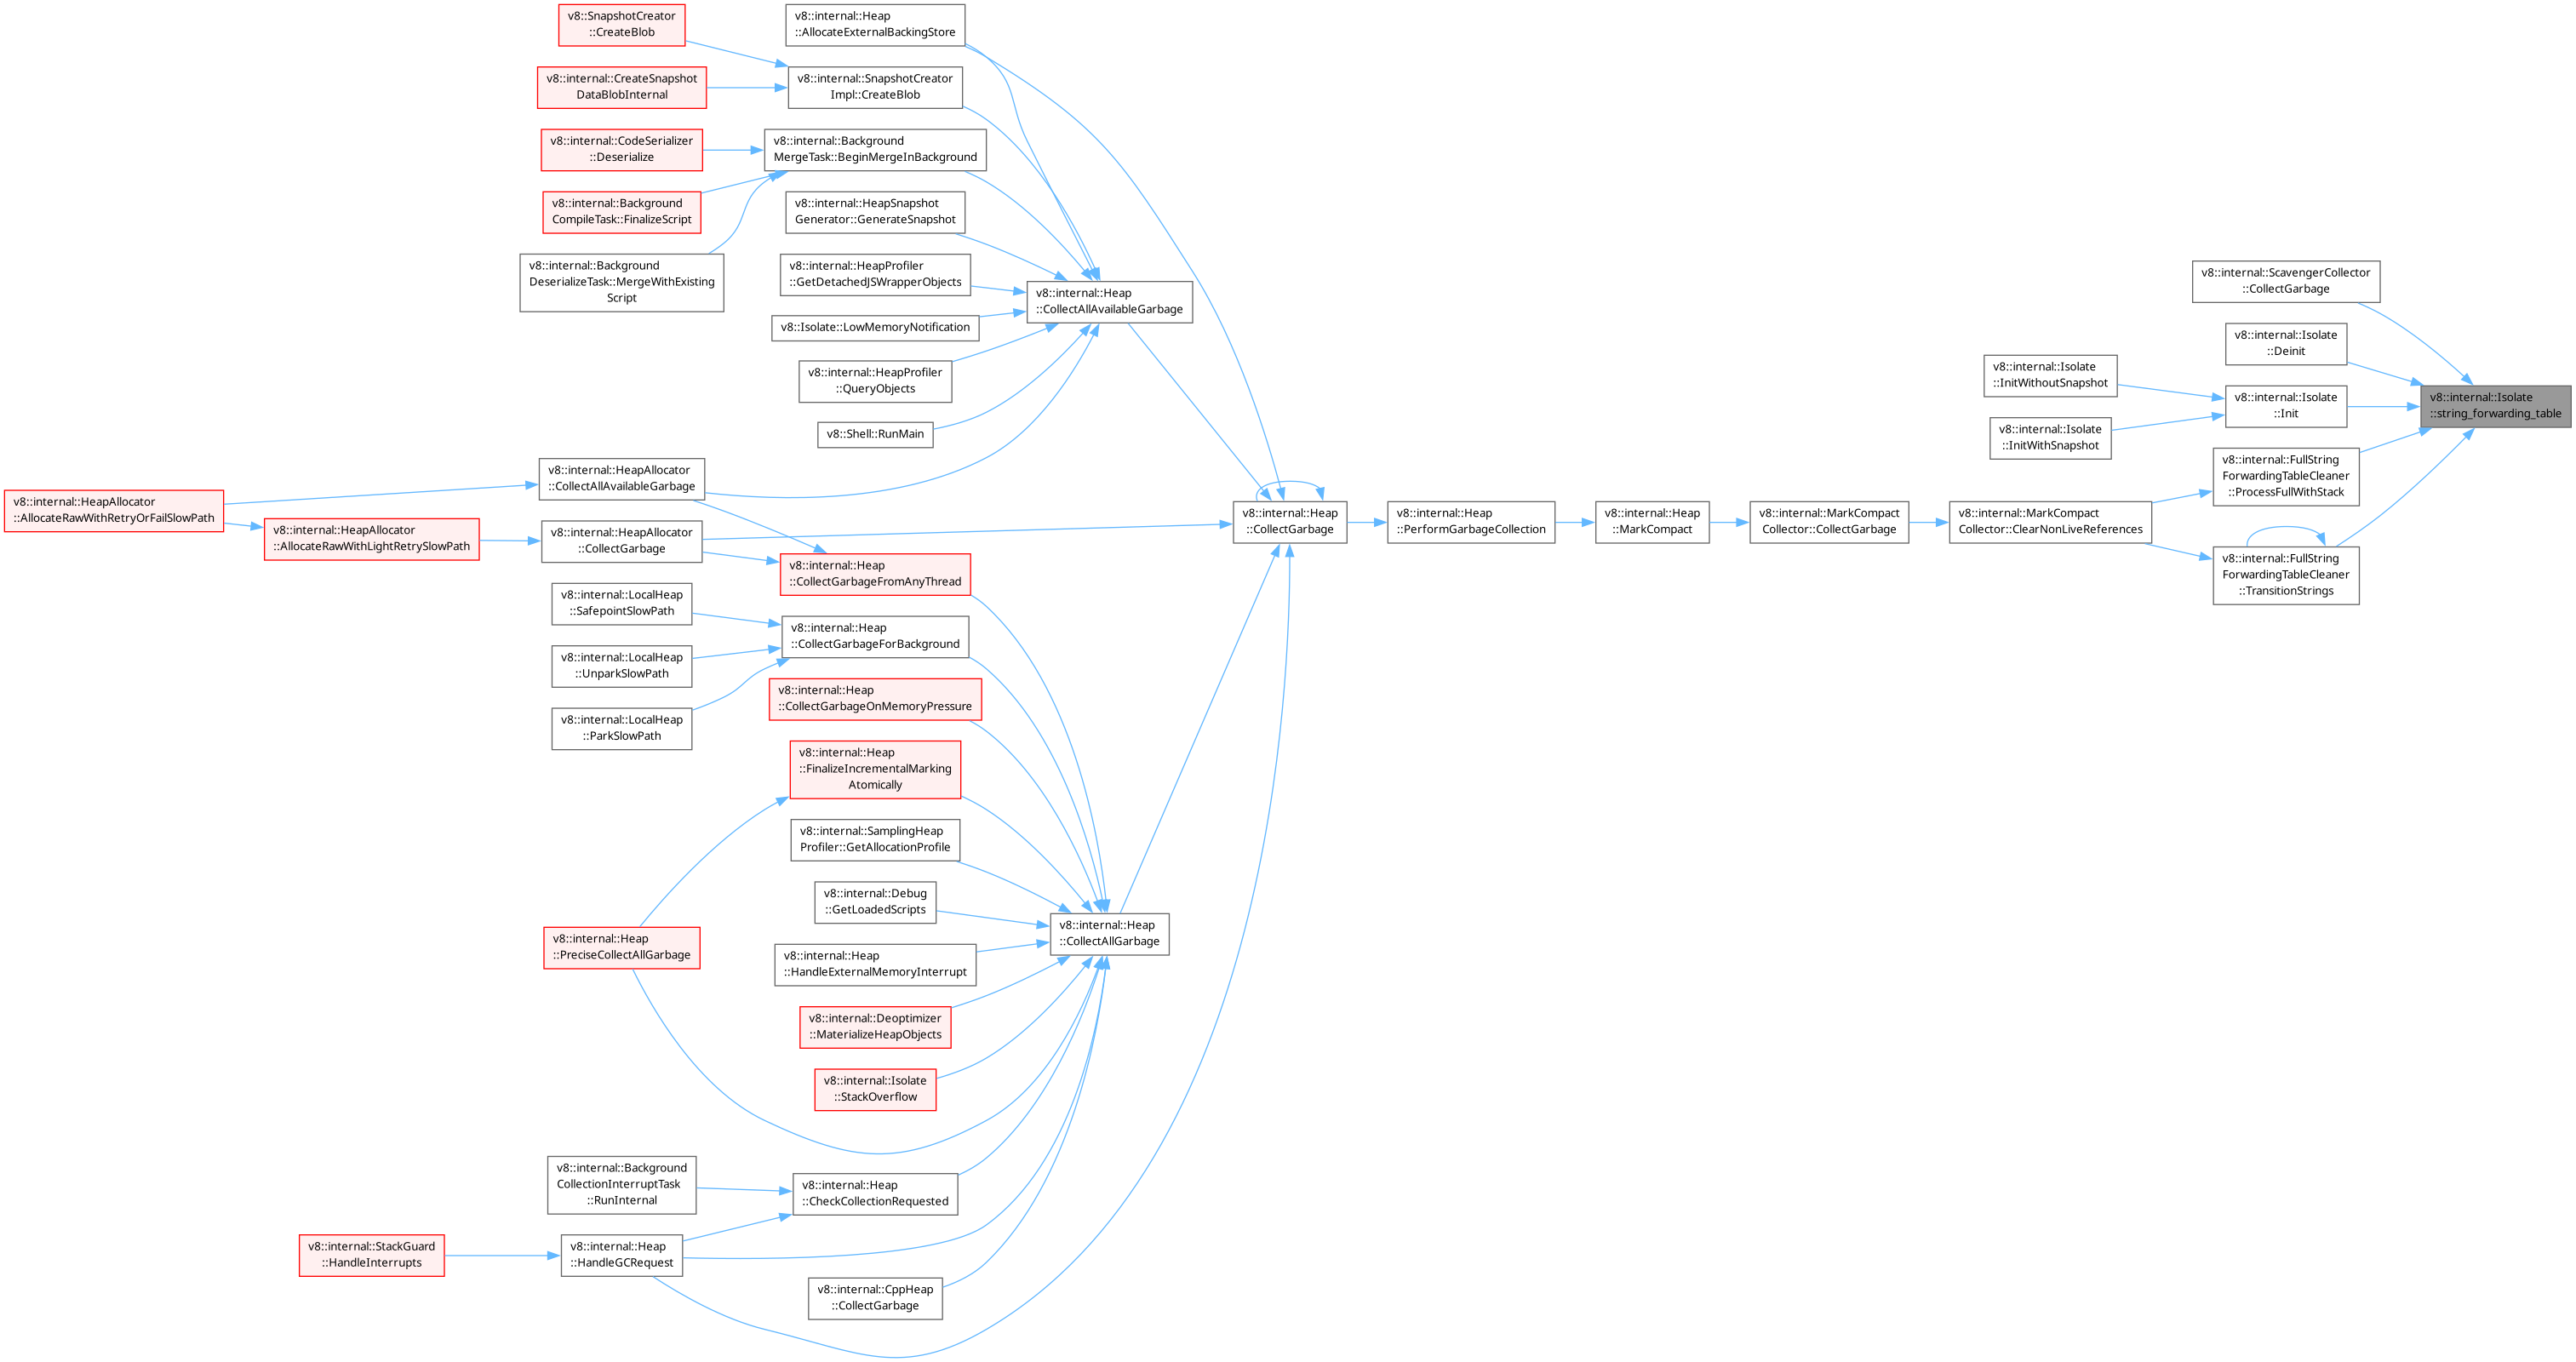 v8::SnapshotCreator
::CreateBlob
v8::internal::CreateSnapshot
DataBlobInternal
v8::internal::CodeSerializer
::Deserialize
v8::internal::Background
CompileTask::FinalizeScript
v8::internal::Background
DeserializeTask::MergeWithExisting
Script
v8::internal::Heap
::AllocateExternalBackingStore
v8::internal::SnapshotCreator
Impl::CreateBlob
v8::internal::Background
MergeTask::BeginMergeInBackground
v8::internal::HeapSnapshot
Generator::GenerateSnapshot
v8::internal::HeapProfiler
::GetDetachedJSWrapperObjects
v8::Isolate::LowMemoryNotification
v8::internal::HeapProfiler
::QueryObjects
v8::Shell::RunMain
v8::internal::Heap
::CollectAllAvailableGarbage
v8::internal::HeapAllocator
::AllocateRawWithRetryOrFailSlowPath
v8::internal::HeapAllocator
::AllocateRawWithLightRetrySlowPath
v8::internal::HeapAllocator
::CollectAllAvailableGarbage
v8::internal::HeapAllocator
::CollectGarbage
v8::internal::LocalHeap
::SafepointSlowPath
v8::internal::LocalHeap
::UnparkSlowPath
v8::internal::LocalHeap
::ParkSlowPath
v8::internal::Heap
::CollectGarbageFromAnyThread
v8::internal::Heap
::CollectGarbageForBackground
v8::internal::Heap
::CollectGarbageOnMemoryPressure
v8::internal::Heap
::FinalizeIncrementalMarking
Atomically
v8::internal::SamplingHeap
Profiler::GetAllocationProfile
v8::internal::Debug
::GetLoadedScripts
v8::internal::Heap
::HandleExternalMemoryInterrupt
v8::internal::Deoptimizer
::MaterializeHeapObjects
v8::internal::Isolate
::StackOverflow
v8::internal::Heap
::PreciseCollectAllGarbage
v8::internal::Heap
::CollectAllGarbage
v8::internal::Background
CollectionInterruptTask
::RunInternal
v8::internal::Heap
::CheckCollectionRequested
v8::internal::StackGuard
::HandleInterrupts
v8::internal::Heap
::HandleGCRequest
v8::internal::CppHeap
::CollectGarbage
v8::internal::Heap
::CollectGarbage
v8::internal::Heap
::PerformGarbageCollection
v8::internal::Heap
::MarkCompact
v8::internal::MarkCompact
Collector::CollectGarbage
v8::internal::MarkCompact
Collector::ClearNonLiveReferences
v8::internal::Isolate
::InitWithoutSnapshot
v8::internal::Isolate
::InitWithSnapshot
v8::internal::ScavengerCollector
::CollectGarbage
v8::internal::Isolate
::Deinit
v8::internal::Isolate
::Init
v8::internal::FullString
ForwardingTableCleaner
::ProcessFullWithStack
v8::internal::FullString
ForwardingTableCleaner
::TransitionStrings
v8::internal::Isolate
::string_forwarding_table